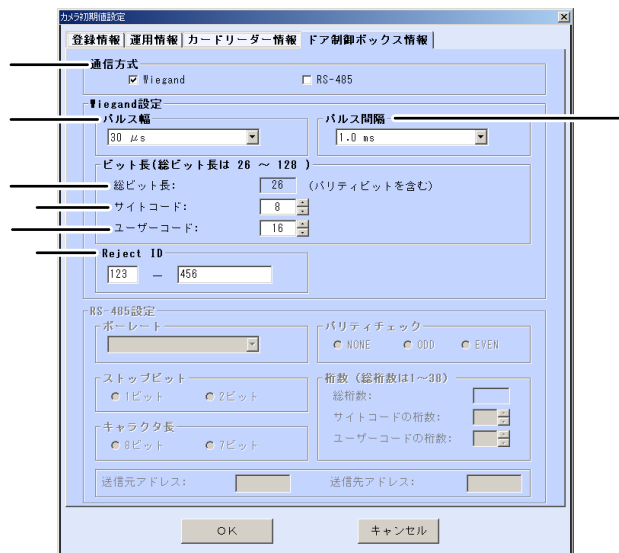 カメラ初期値設定
登録情報 運用情報 カードリーダー情報 ドア制御ボックス情報
通信方式
Wiegand RS-485
Wiegand設定
パルス幅 パルス間隔
30 μs 1.0 ms
ビット長(総ビット長は 26 ～ 128 )
総ビット長: 26 (パリティビットを含む)
サイトコード: 8
ユーザーコード: 16
Reject ID
123 － 456
RS-485設定
ボーレート パリティチェック
NONE ODD EVEN
ストップビット 桁数 (総桁数は1～38)
1ビット 2ビット 総桁数:
サイトコードの桁数:
キャラクタ長 ユーザーコードの桁数:
8ビット 7ビット
送信元アドレス: 送信先アドレス:
OK キャンセル